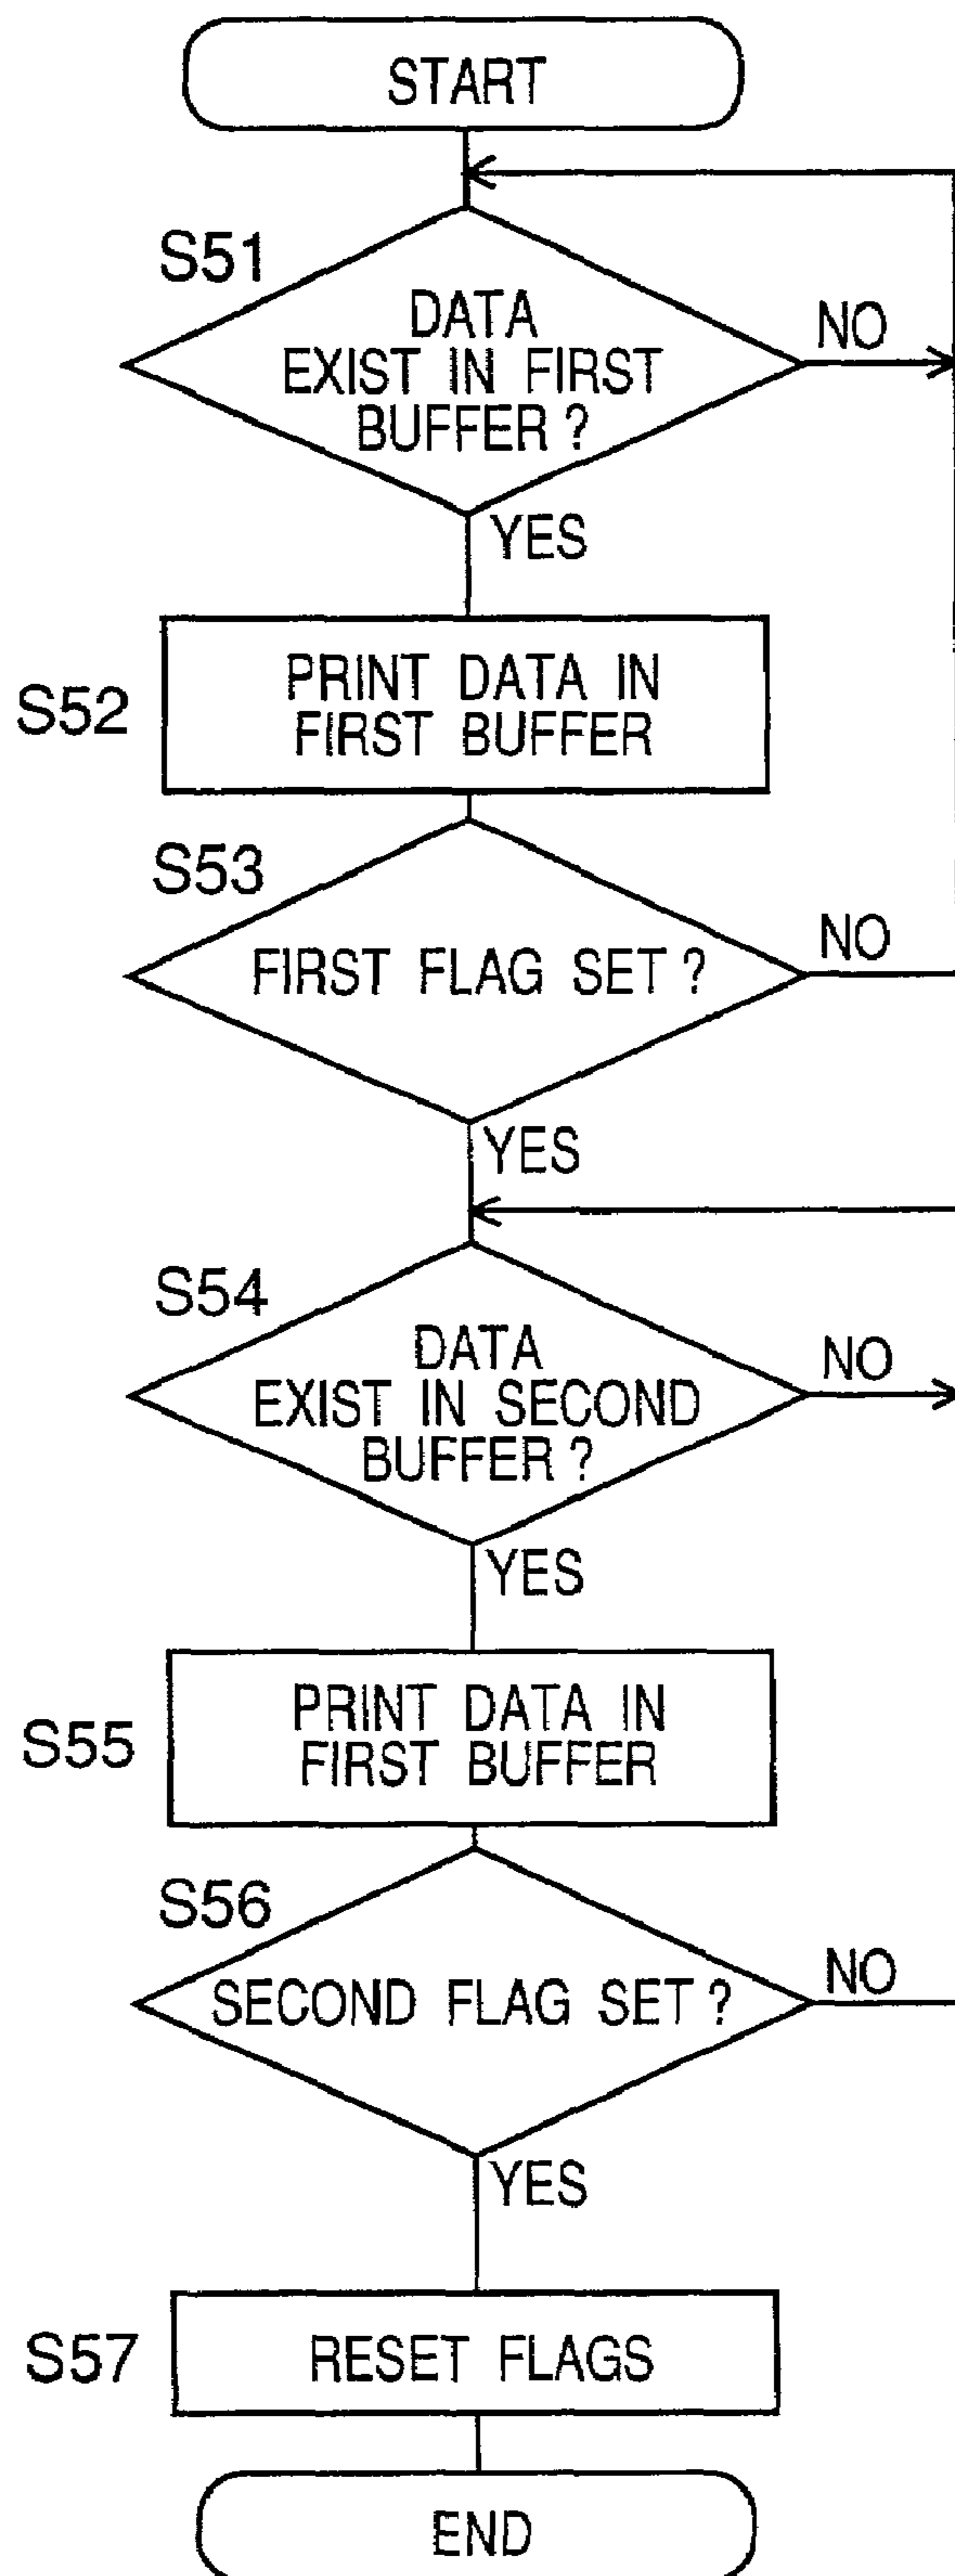 START
S51
DATA
EXIST IN FIRST
BUFFER ?
NO
YES
S52
PRINT DATA IN
FIRST BUFFER
S53
FIRST FLAG SET ?
NO
YES
S54
DATA
EXIST IN SECOND
BUFFER ?
NO
YES
S55
PRINT DATA IN
FIRST BUFFER
S56
SECOND FLAG SET ?
NO
YES
S57
RESET FLAGS
END